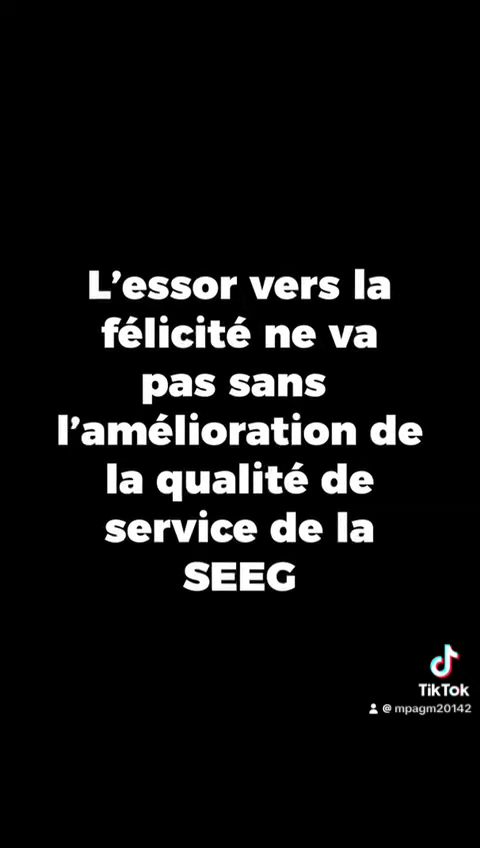 L’essor vers la
félicité ne va
pas sans
l’amélioration de
la qualité de
service de la
SEEG
TikTok
@ mpagm20142